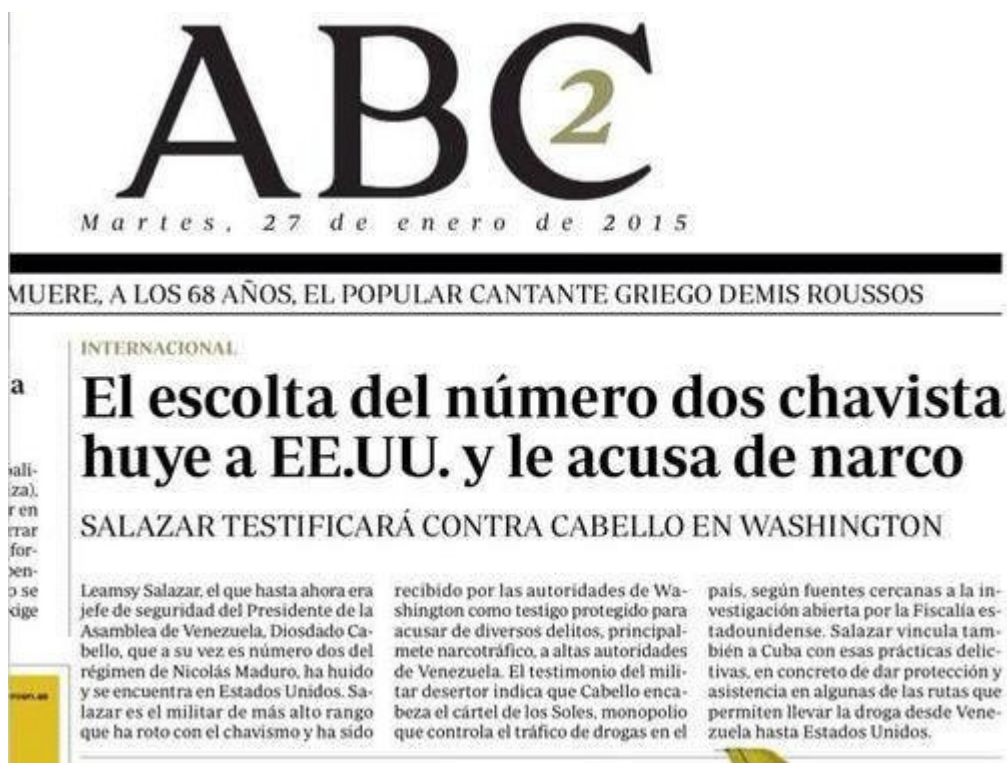 ABC
2
Martes, 27 de enero de 2015
MUERE, A LOS 68 AÑOS, EL POPULAR CANTANTE GRIEGO DEMIS ROUSSOS
a
pali-
za),
r en
rrar
for-
pen-
o se
xige
INTERNACIONAL
El escolta del número dos chavista
huye a EE.UU. y le acusa de narco
SALAZAR TESTIFICARÁ CONTRA CABELLO EN WASHINGTON
Leamsy Salazar, el que hasta ahora era
jefe de seguridad del Presidente de la
Asamblea de Venezuela, Diosdado Ca-
bello, que a su vez es número dos del
régimen de Nicolás Maduro, ha huido
y se encuentra en Estados Unidos. Sa-
lazar es el militar de más alto rango
que ha roto con el chavismo y ha sido
recibido por las autoridades de Wa-
shington como testigo protegido para
acusar de diversos delitos, principal-
mete narcotráfico, a altas autoridades
de Venezuela. El testimonio del mili-
tar desertor indica que Cabello enca-
beza el cártel de los Soles, monopolio
que controla el tráfico de drogas en el
país, según fuentes cercanas a la in-
vestigación abierta por la Fiscalía es-
tadounidense. Salazar vincula tam-
bién a Cuba con esas prácticas delic-
tivas, en concreto de dar protección y
asistencia en algunas de las rutas que
permiten llevar la droga desde Vene-
zuela hasta Estados Unidos.